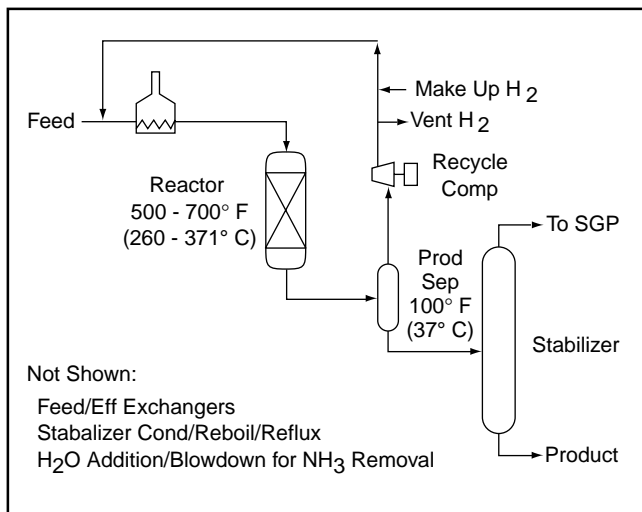 Make Up H2
Feed
Vent H2
Recycle
Comp
Reactor
500 - 700° F
(260 - 371° C)
To SGP
Prod
Sep
100° F
(37° C)
Stabilizer
Not Shown:
Feed/Eff Exchangers
Stabalizer Cond/Reboil/Reflux
H2O Addition/Blowdown for NH3 Removal
Product